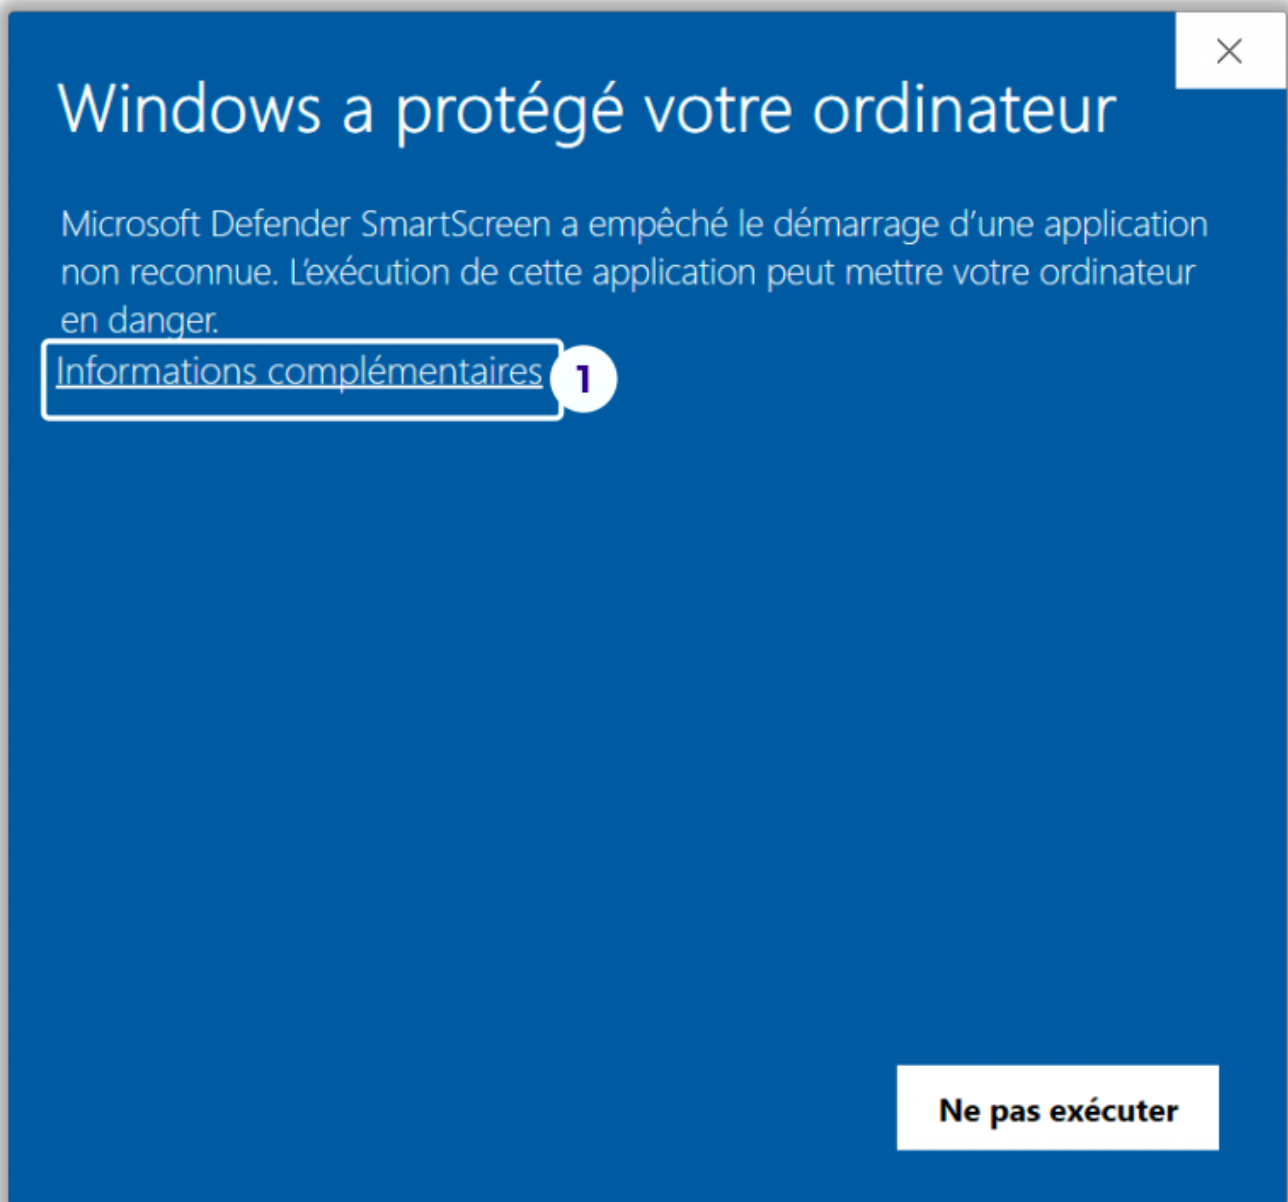 Windows a protégé votre ordinateur
Microsoft Defender SmartScreen a empêché le démarrage d’une application
non reconnue. L’exécution de cette application peut mettre votre ordinateur
en danger.
Informations complémentaires
1
Ne pas exécuter